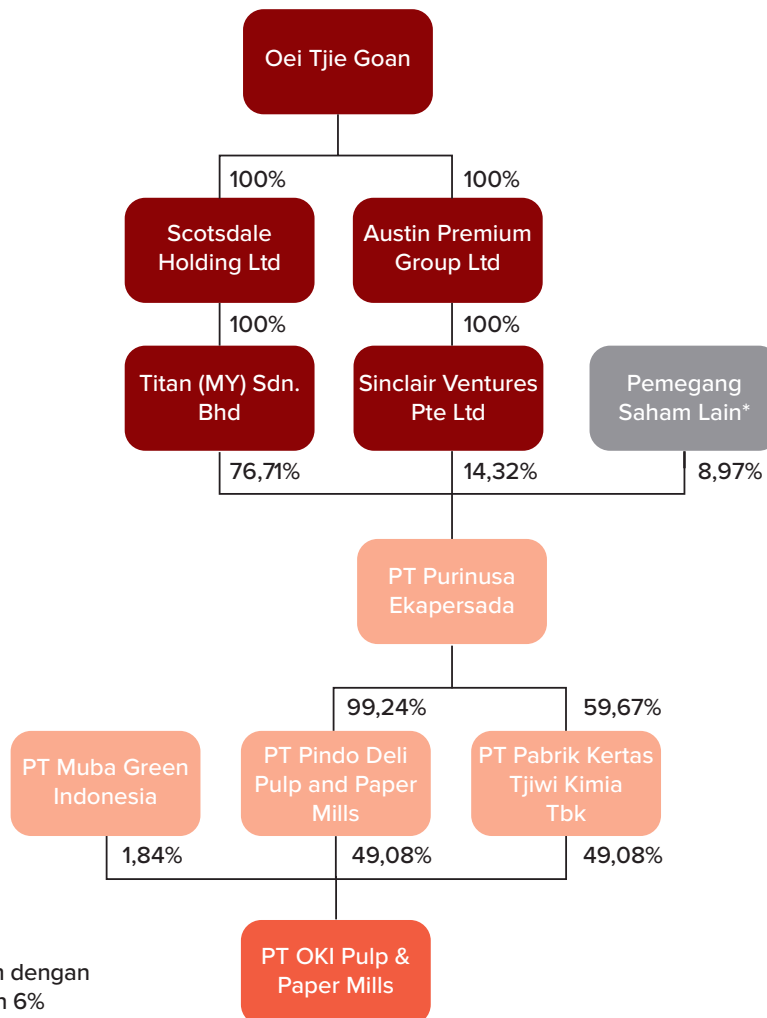 Oei Tjie Goan
100%
100%
Scotsdale
Holding Ltd
Austin Premium
Group Ltd
100%
100%
Titan (MY) Sdn.
Bhd
Sinclair Ventures
Pte Ltd
Pemegang
Saham Lain*
76,71%
14,32%
8,97%
PT Purinusa
Ekapersada
99,24%
59,67%
PT Muba Green
Indonesia
PT Pindo Deli
Pulp and Paper
Mills
PT Pabrik Kertas
Tjiwi Kimia
Tbk
1,84%
49,08%
49,08%
PT OKI Pulp &
Paper Mills
dengan
6%